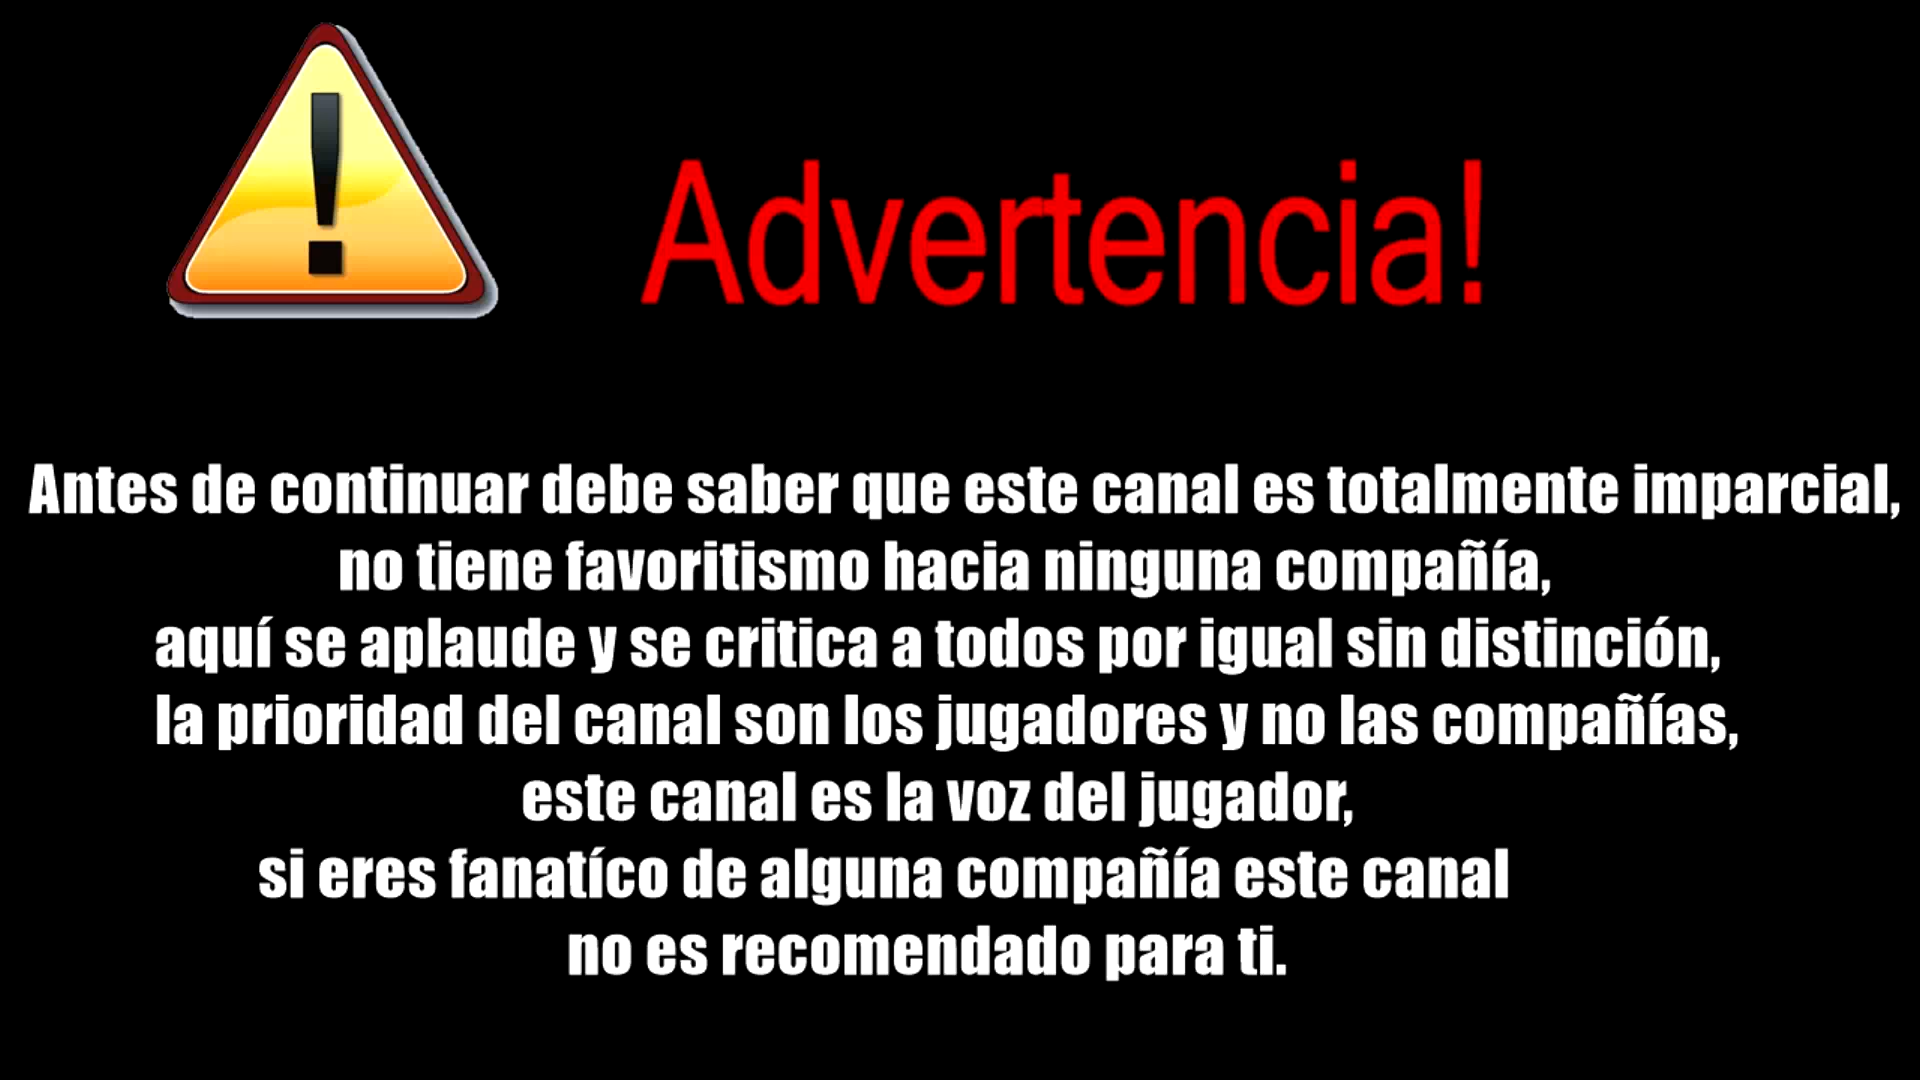 Advertencia!
Antes de continuar debe saber que este canal es totalmente imparcial,
no tiene favoritismo hacia ninguna compañía,
aquí se aplaude y se critica a todos por igual sin distinción,
la prioridad del canal son los jugadores y no las compañías,
este canal es la voz del jugador,
si eres fanatíco de alguna compañía este canal
no es recomendado para ti.